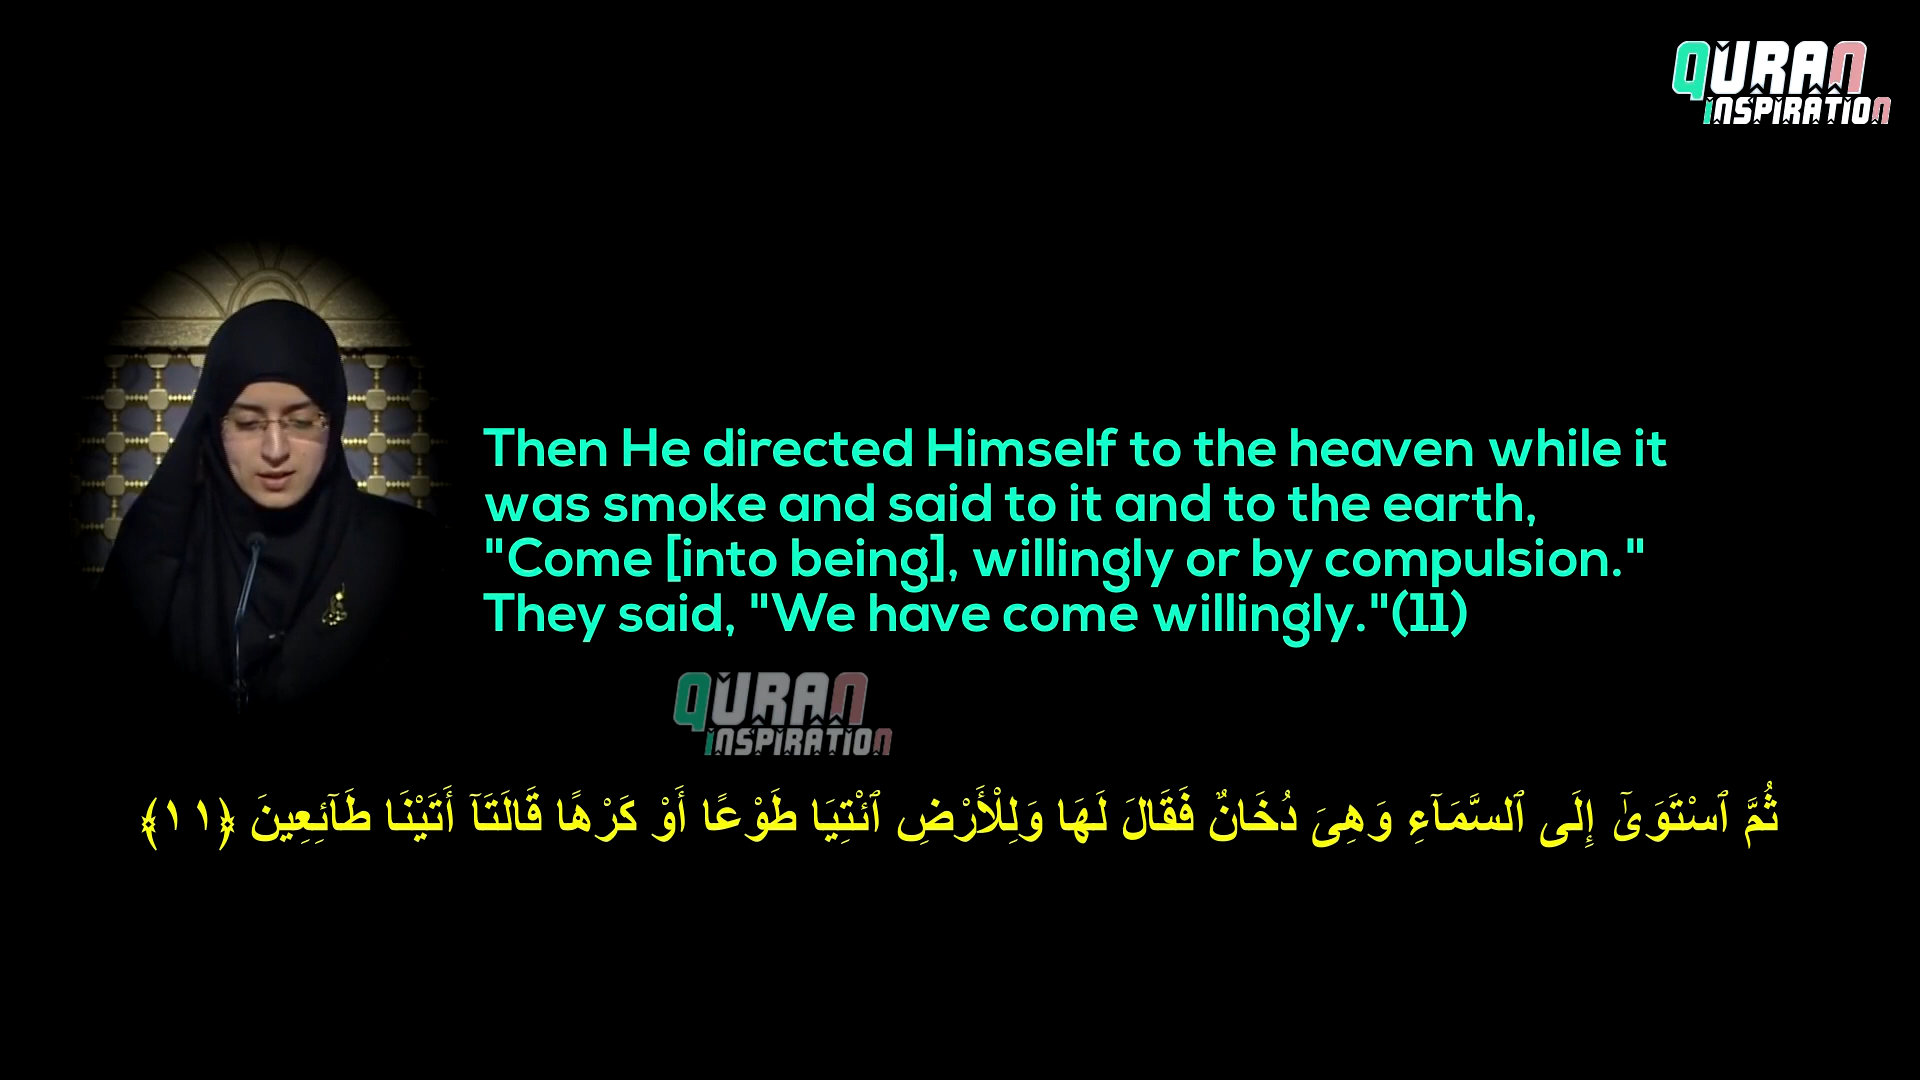 QURAN
INSPIRATION
Then He directed Himself to the heaven while it
was smoke and said to it and to the earth,
"Come [into being], willingly or by compulsion."
They said, "We have come willingly."(11)
QURAN
INSPIRATION
ثُمَّ ٱسْتَوَىٰٓ إِلَى ٱلسَّمَآءِ وَهِىَ دُخَانٌ فَقَالَ لَهَا وَلِلْأَرْضِ ٱئْتِيَا طَوْعًا أَوْ كَرْهًا قَالَتَآ أَتَيْنَا طَآئِعِينَ ﴿١١﴾